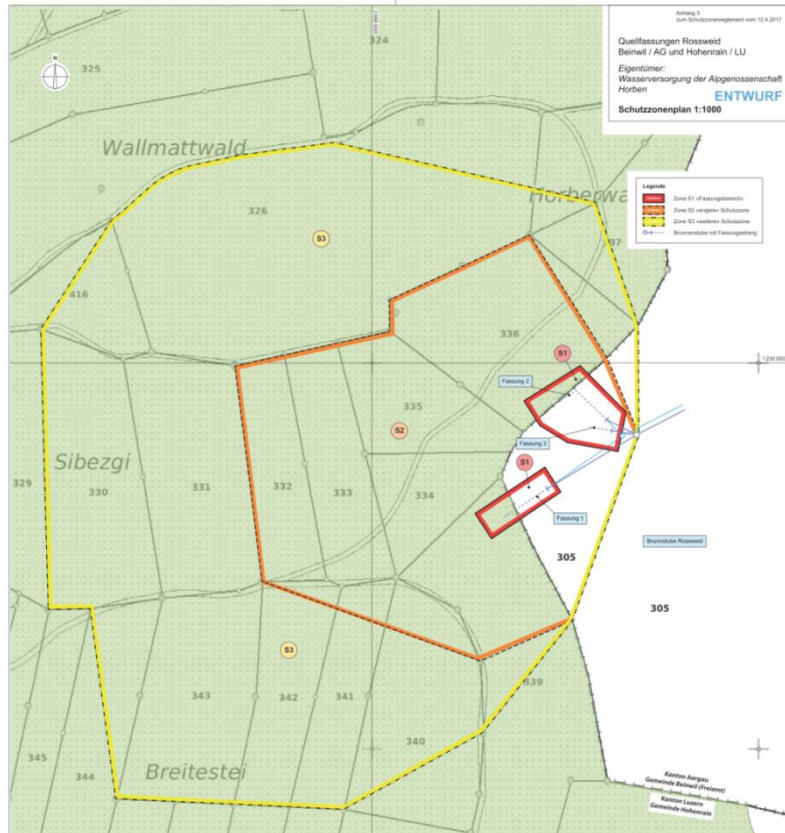 Anhang 3
zum Schutzzonenreglement vom 12.4.2017
Quellfassungen Rossweid
Beinwil / AG und Hohenrain / LU
Eigentümer:
Wasserversorgung der Alpgenossenschaft
Horben
ENTWURF
Schutzzonenplan 1:1000
Legende
Zone S1 «Fassungsbereich»
Zone S2 «engere» Schutzzone
Zone S3 «weitere» Schutzzone
Brunnenstube mit Fassungsstrang
N
324
325
Wallmattwald
Horberwa
326
S3
37
416
336
S1
Fassung 2
1230 000
335
S2
Fassung 3
Sibezgi
S1
329
330
331
332
333
334
Fassung 1
Brunnstube Rossweid
305
305
S3
339
343
342
341
340
345
344
Breitestei
Kanton Aargau
Gemeinde Beinwil (Freiamt)
Kanton Luzern
Gemeinde Hohenrain